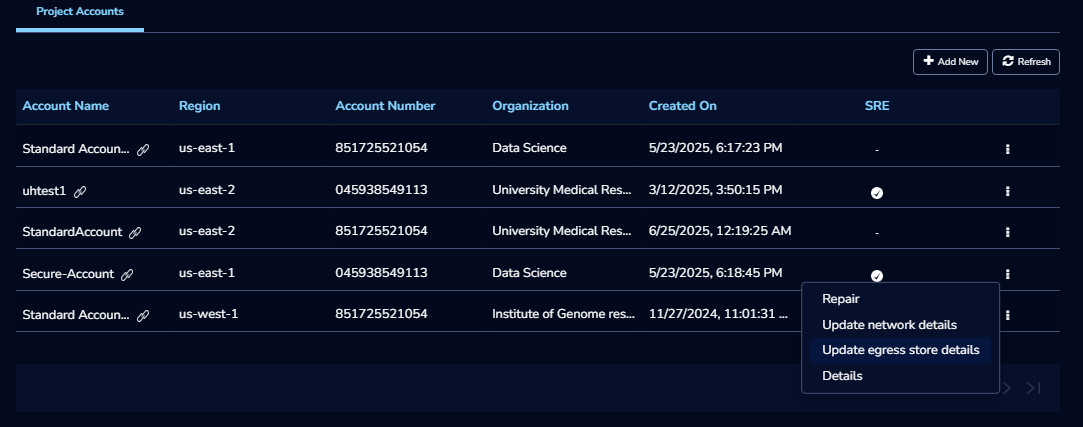 Project Accounts
Add New Refresh
Account Name Region Account Number Organization Created On SRE
Standard Accoun... us-east-1 851725521054 Data Science 5/23/2025, 6:17:23 PM -
uhtest1 us-east-2 045938549113 University Medical Res... 3/12/2025, 3:50:15 PM
StandardAccount us-east-2 851725521054 University Medical Res... 6/25/2025, 12:19:25 AM -
Secure-Account us-east-1 045938549113 Data Science 5/23/2025, 6:18:45 PM
Standard Accoun... us-west-1 851725521054 Institute of Genome res... 11/27/2024, 11:01:31 ...
Repair
Update network details
Update egress store details
Details